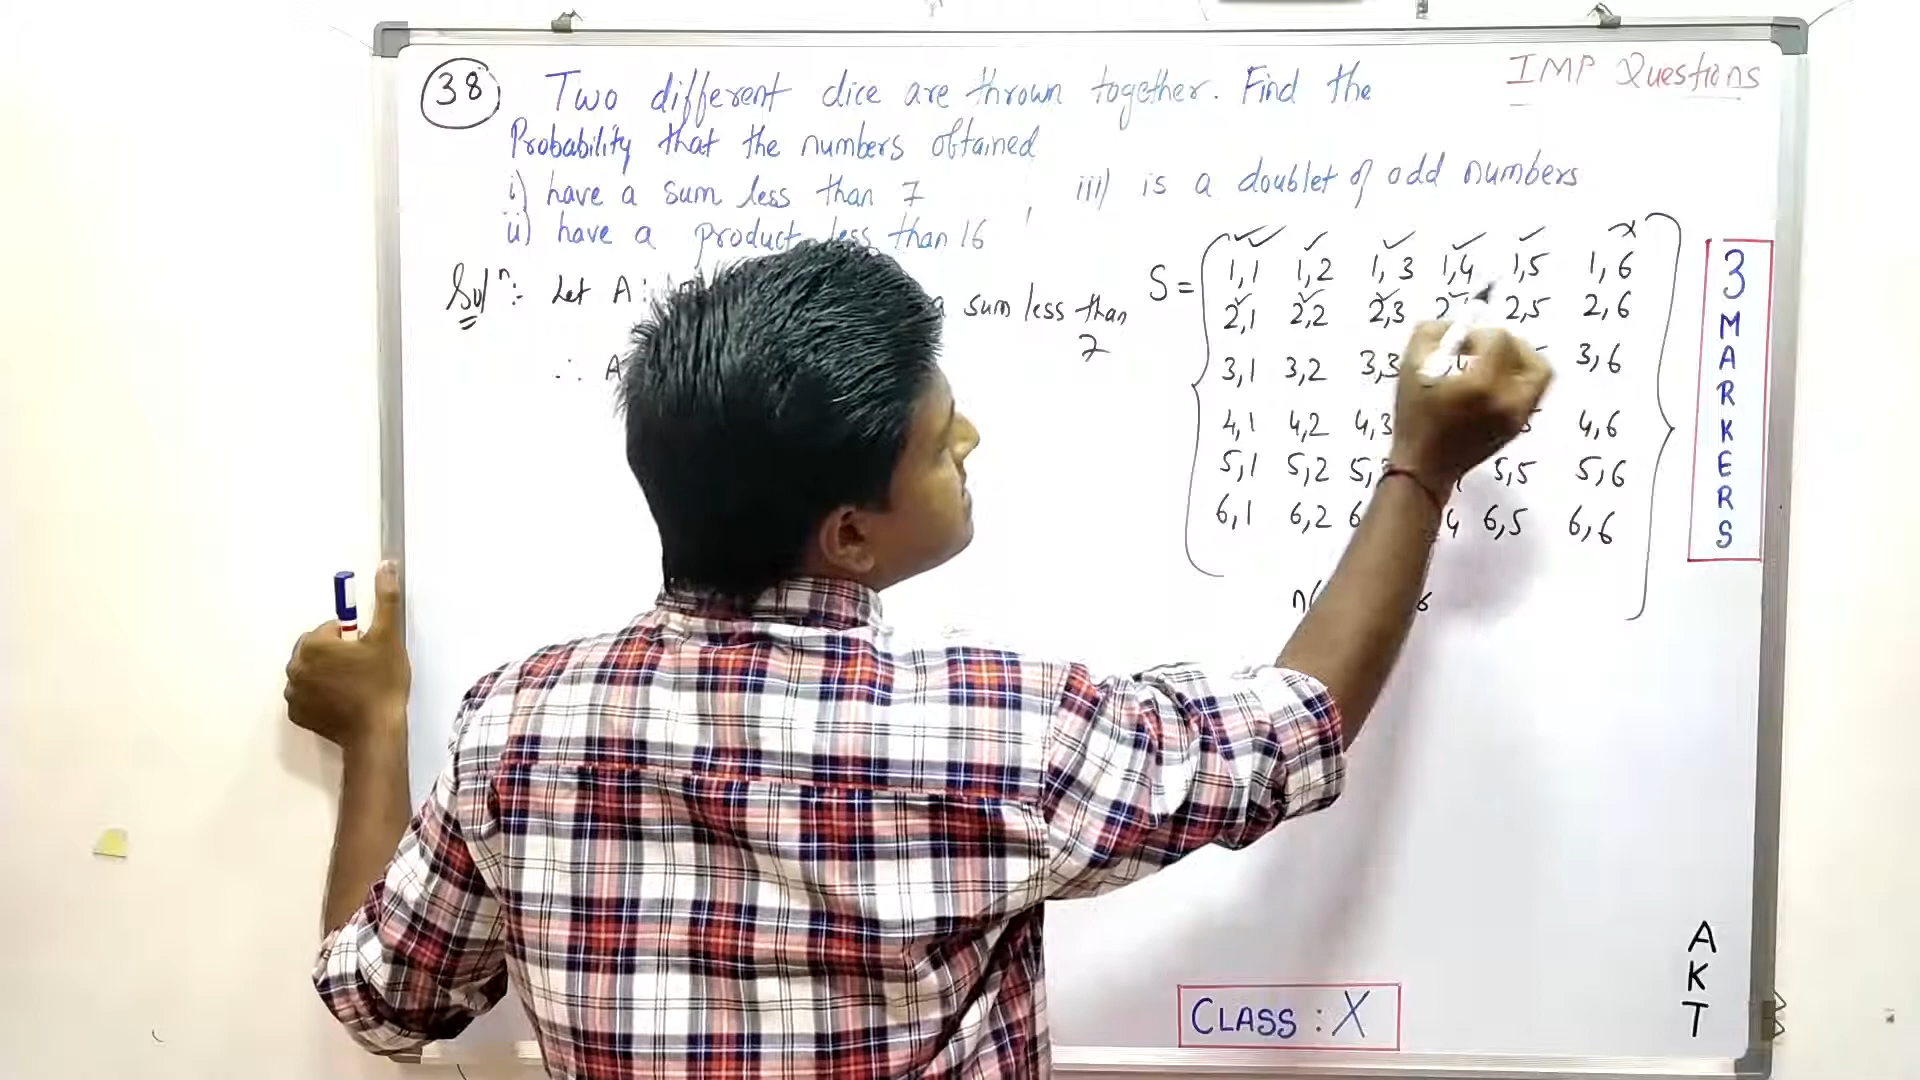 38 Two different dice are thrown together. Find the
IMP Questions
Probability that the numbers obtained
i) have a sum less than 7 , iii) is a doublet of odd numbers
ii) have a product less than 16
Solⁿ:- Let A: a sum less than
7
∴ A
S =
1,1 1,2 1,3 1,4 1,5 1,6
2,1 2,2 2,3 2,5 2,6
3,1 3,2 3,3 3,6
4,1 4,2 4,3 4,6
5,1 5,2 5,5 5,6
6,1 6,2 6,5 6,6
3 MARKERS
CLASS : X
AKT